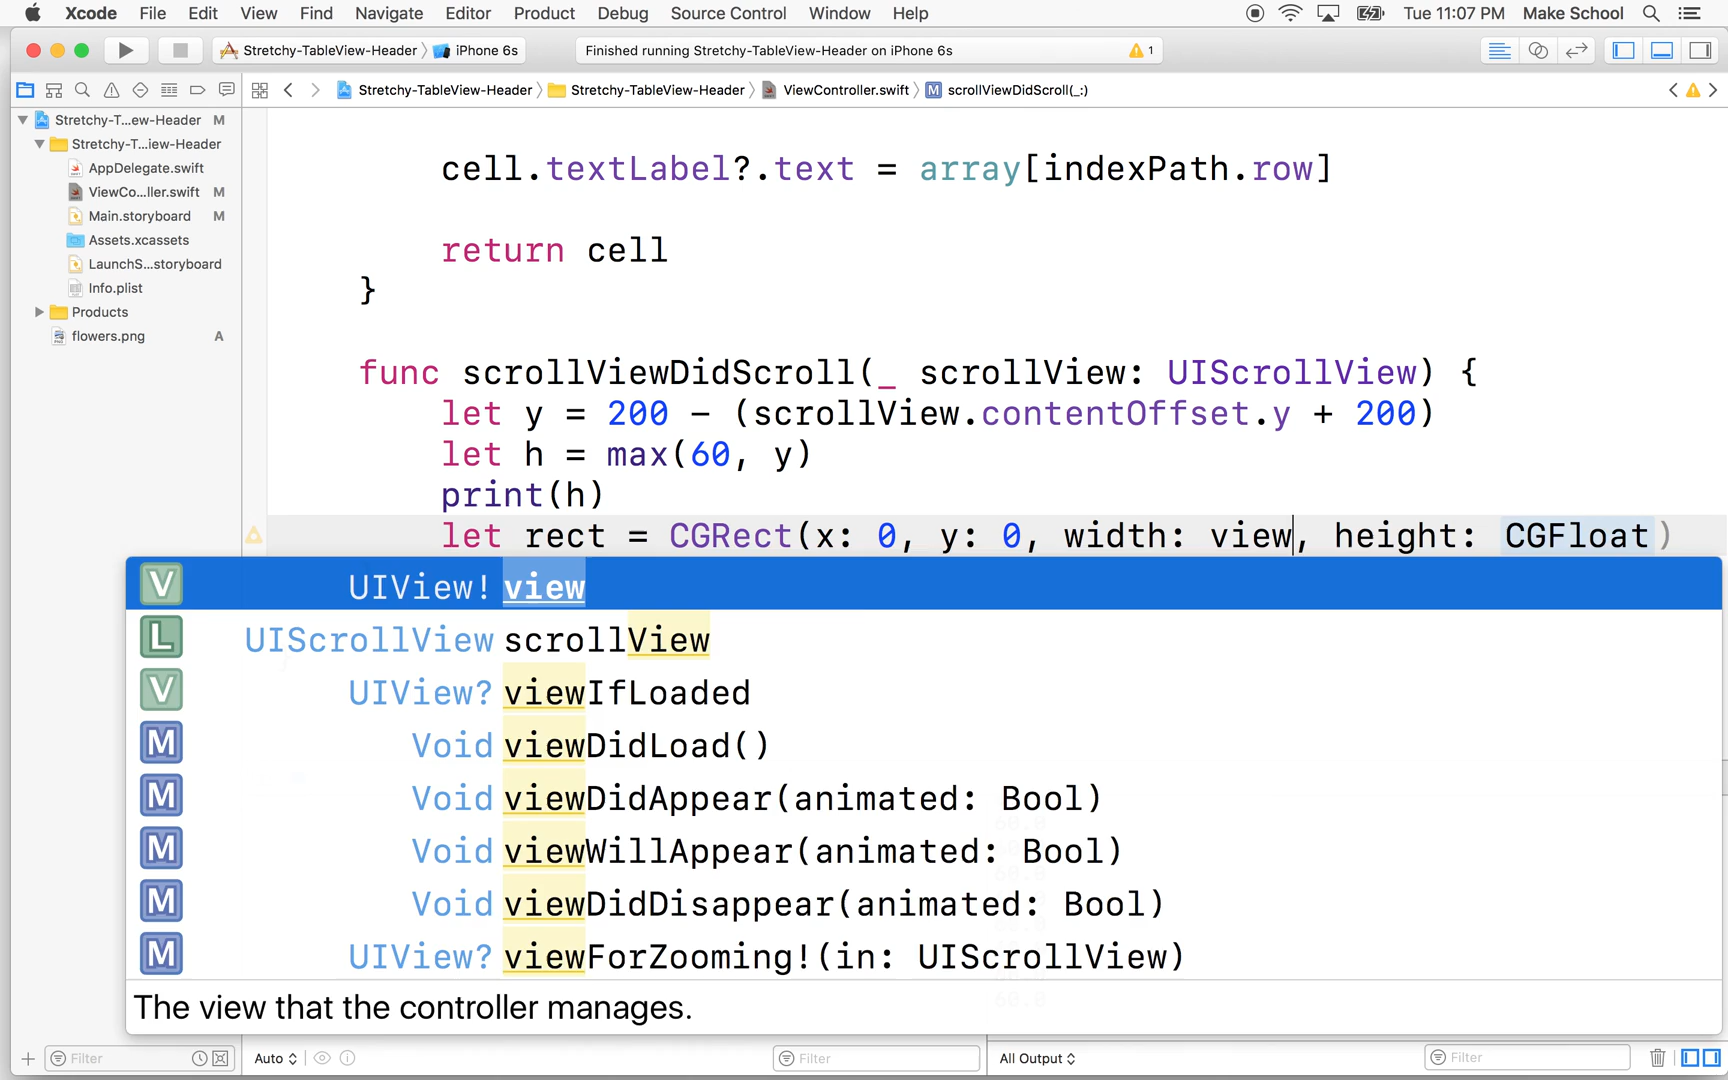 Xcode File Edit View Find Navigate Editor Product Debug Source Control Window Help Tue 11:07 PM Make School
Stretchy-TableView-Header iPhone 6s Finished running Stretchy-TableView-Header on iPhone 6s 1
Stretchy-TableView-Header Stretchy-TableView-Header ViewController.swift M scrollViewDidScroll(_:)
Stretchy-T...ew-Header M
Stretchy-T...iew-Header
AppDelegate.swift
ViewCo...ller.swift M
Main.storyboard M
Assets.xcassets
LaunchS...storyboard
Info.plist
Products
flowers.png A
cell.textLabel?.text = array[indexPath.row]
return cell
}
func scrollViewDidScroll(_ scrollView: UIScrollView) {
let y = 200 - (scrollView.contentOffset.y + 200)
let h = max(60, y)
print(h)
let rect = CGRect(x: 0, y: 0, width: view, height: CGFloat)
V UIView! view
L UIScrollView scrollView
V UIView? viewIfLoaded
M Void viewDidLoad()
M Void viewDidAppear(animated: Bool)
M Void viewWillAppear(animated: Bool)
M Void viewDidDisappear(animated: Bool)
M UIView? viewForZooming!(in: UIScrollView)
The view that the controller manages.
Filter Auto Filter All Output Filter